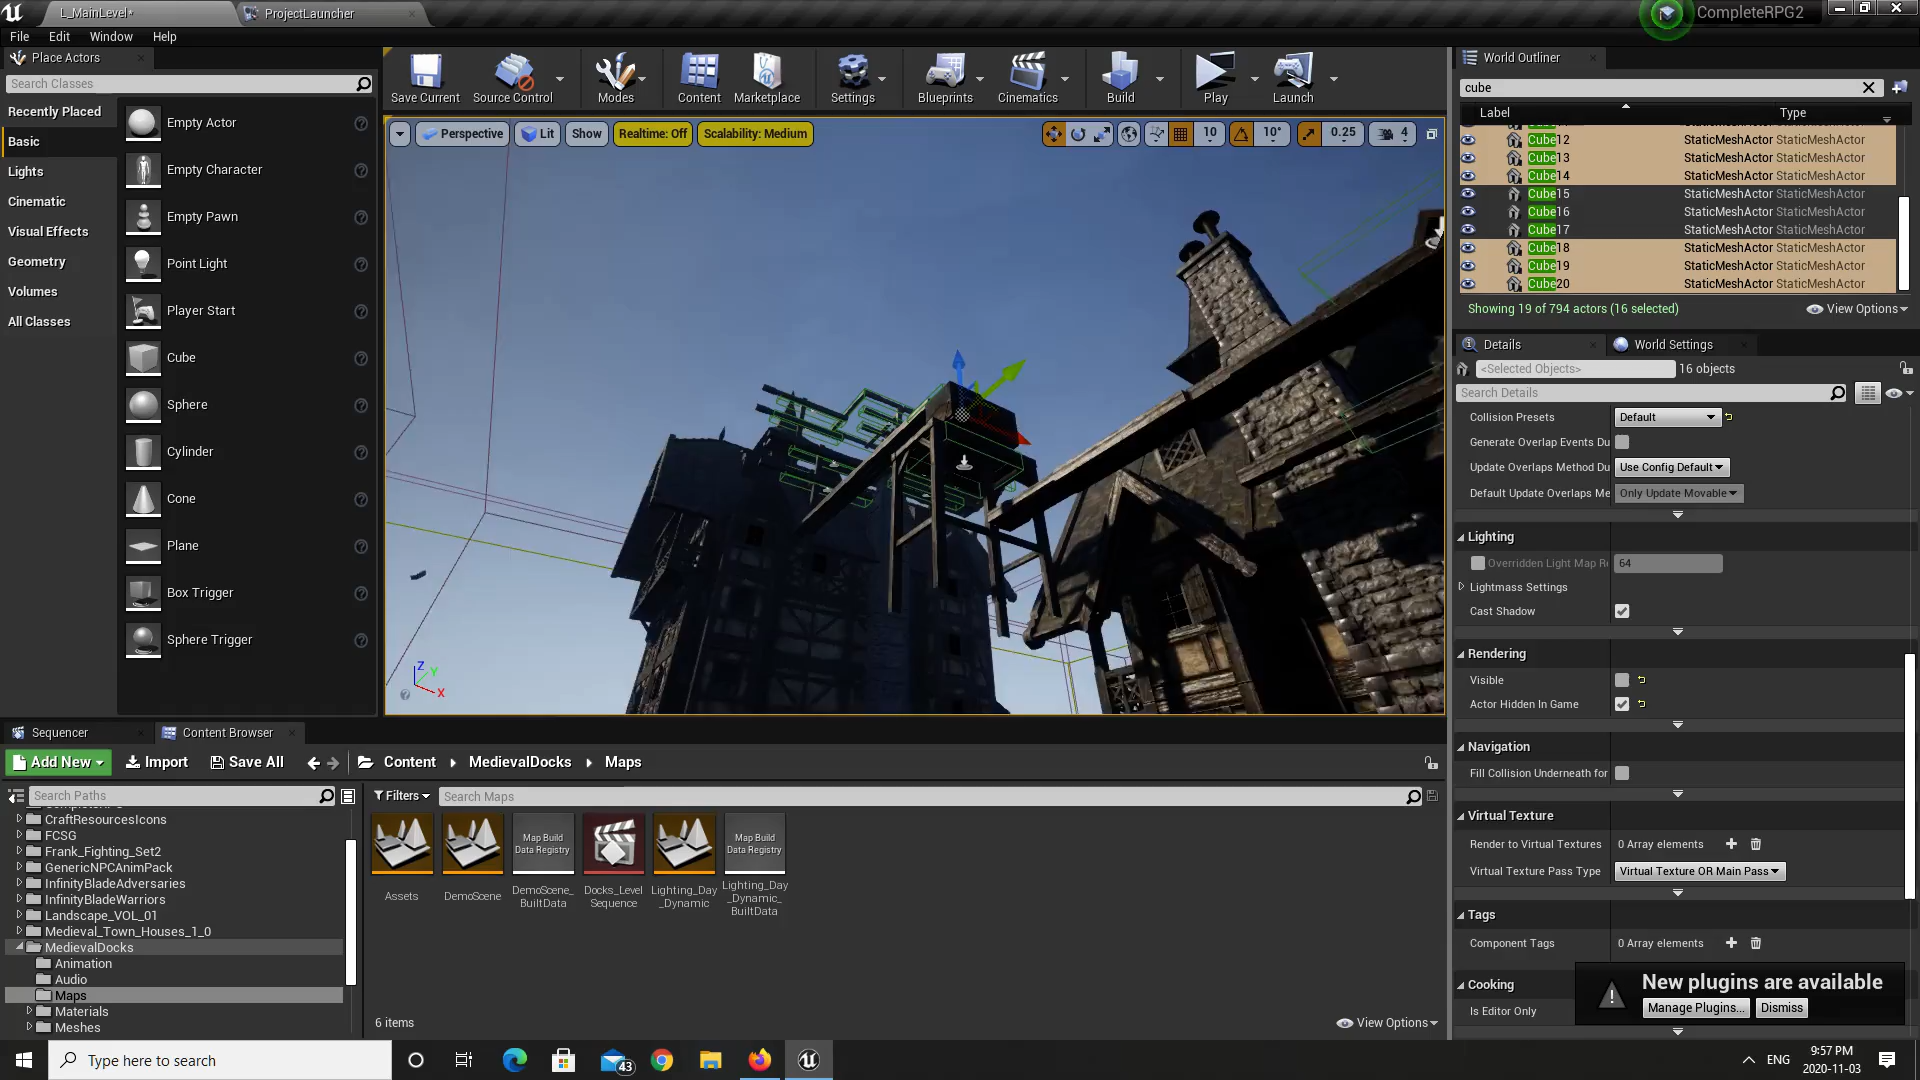 L_MainLevel*
ProjectLauncher
CompleteRPG2
File Edit Window Help
Place Actors
Search Classes
Recently Placed
Basic
Lights
Cinematic
Visual Effects
Geometry
Volumes
All Classes
Empty Actor
Empty Character
Empty Pawn
Point Light
Player Start
Cube
Sphere
Cylinder
Cone
Plane
Box Trigger
Sphere Trigger
Save Current Source Control Modes Content Marketplace Settings Blueprints Cinematics Build Play Launch
Perspective Lit Show Realtime: Off Scalability: Medium 10 10° 0.25 4
Z
Y
X
World Outliner
cube
Label Type
Cube12 StaticMeshActor StaticMeshActor
Cube13 StaticMeshActor StaticMeshActor
Cube14 StaticMeshActor StaticMeshActor
Cube15 StaticMeshActor StaticMeshActor
Cube16 StaticMeshActor StaticMeshActor
Cube17 StaticMeshActor StaticMeshActor
Cube18 StaticMeshActor StaticMeshActor
Cube19 StaticMeshActor StaticMeshActor
Cube20 StaticMeshActor StaticMeshActor
Showing 19 of 794 actors (16 selected) View Options
Details World Settings
<Selected Objects> 16 objects
Search Details
Collision Presets Default
Generate Overlap Events Du
Update Overlaps Method Du Use Config Default
Default Update Overlaps Me Only Update Movable
Lighting
Overridden Light Map R 64
Lightmass Settings
Cast Shadow
Rendering
Visible
Actor Hidden In Game
Navigation
Fill Collision Underneath for
Virtual Texture
Render to Virtual Textures 0 Array elements
Virtual Texture Pass Type Virtual Texture OR Main Pass
Tags
Component Tags 0 Array elements
Cooking
Is Editor Only
New plugins are available
Manage Plugins... Dismiss
Sequencer Content Browser
Add New Import Save All Content MedievalDocks Maps
Search Paths
Filters Search Maps
CraftResourcesIcons
FCSG
Frank_Fighting_Set2
GenericNPCAnimPack
InfinityBladeAdversaries
InfinityBladeWarriors
Landscape_VOL_01
Medieval_Town_Houses_1_0
MedievalDocks
Animation
Audio
Maps
Materials
Meshes
Map Build
Data Registry
Map Build
Data Registry
Assets
DemoScene
DemoScene_
BuiltData
Docks_Level
Sequence
Lighting_Day
_Dynamic
Lighting_Day
_Dynamic_
BuiltData
6 items View Options
Type here to search
43
ENG
9:57 PM
2020-11-03